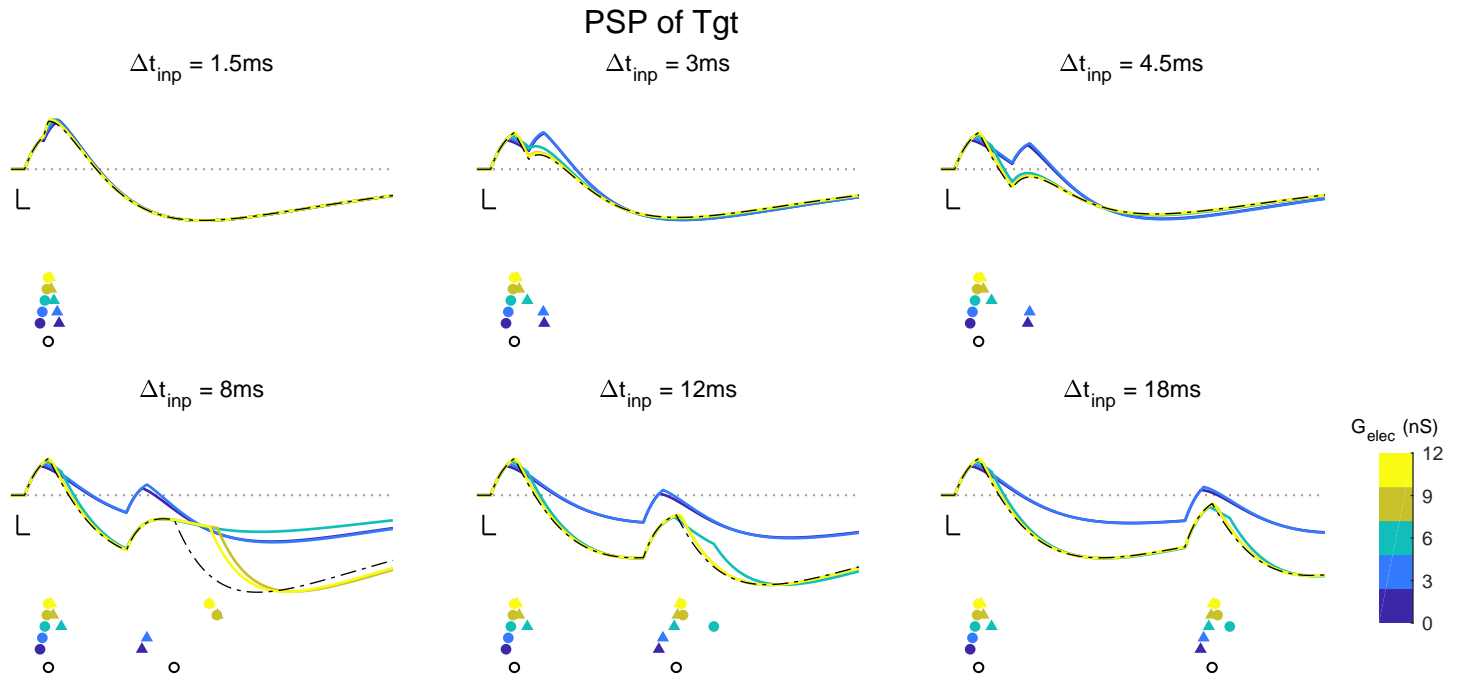 PSP of Tgt
Δt_inp = 1.5ms
Δt_inp = 3ms
Δt_inp = 4.5ms
Δt_inp = 8ms
Δt_inp = 12ms
Δt_inp = 18ms
G_elec (nS)
12
9
6
3
0